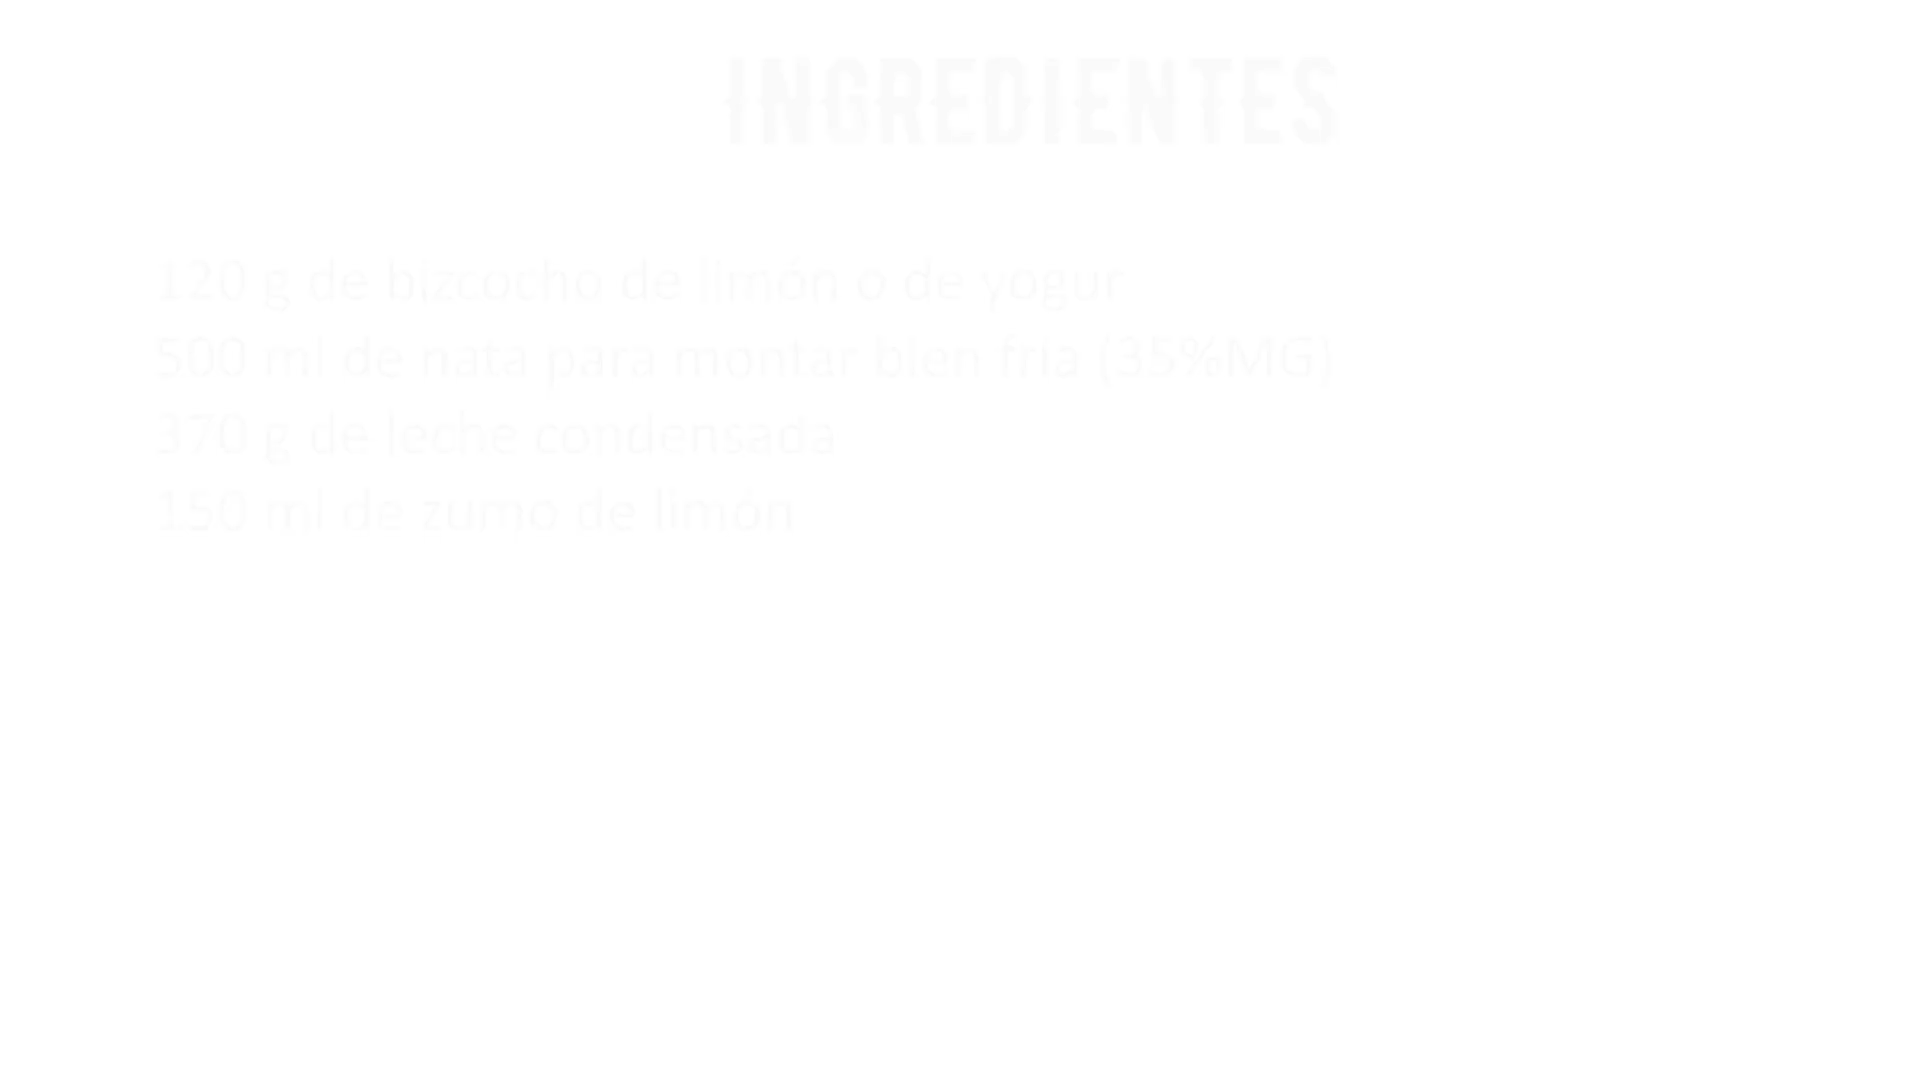 INGREDIENTES
120 g de bizcocho de limón o de yogur
500 ml de nata para montar bien fría (35%MG)
370 g de leche condensada
150 ml de zumo de limón